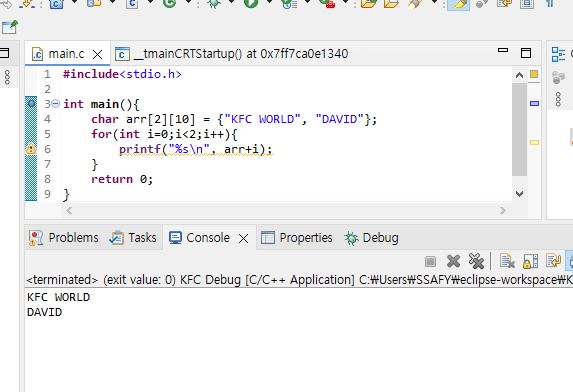 main.c
__tmainCRTStartup() at 0x7ff7ca0e1340
1 #include<stdio.h>
2
3 int main(){
4     char arr[2][10] = {"KFC WORLD", "DAVID"};
5     for(int i=0;i<2;i++){
6         printf("%s\n", arr+i);
7     }
8     return 0;
9 }
Problems Tasks Console Properties Debug
<terminated> (exit value: 0) KFC Debug [C/C++ Application] C:₩Users₩SSAFY₩eclipse-workspace₩K
KFC WORLD
DAVID